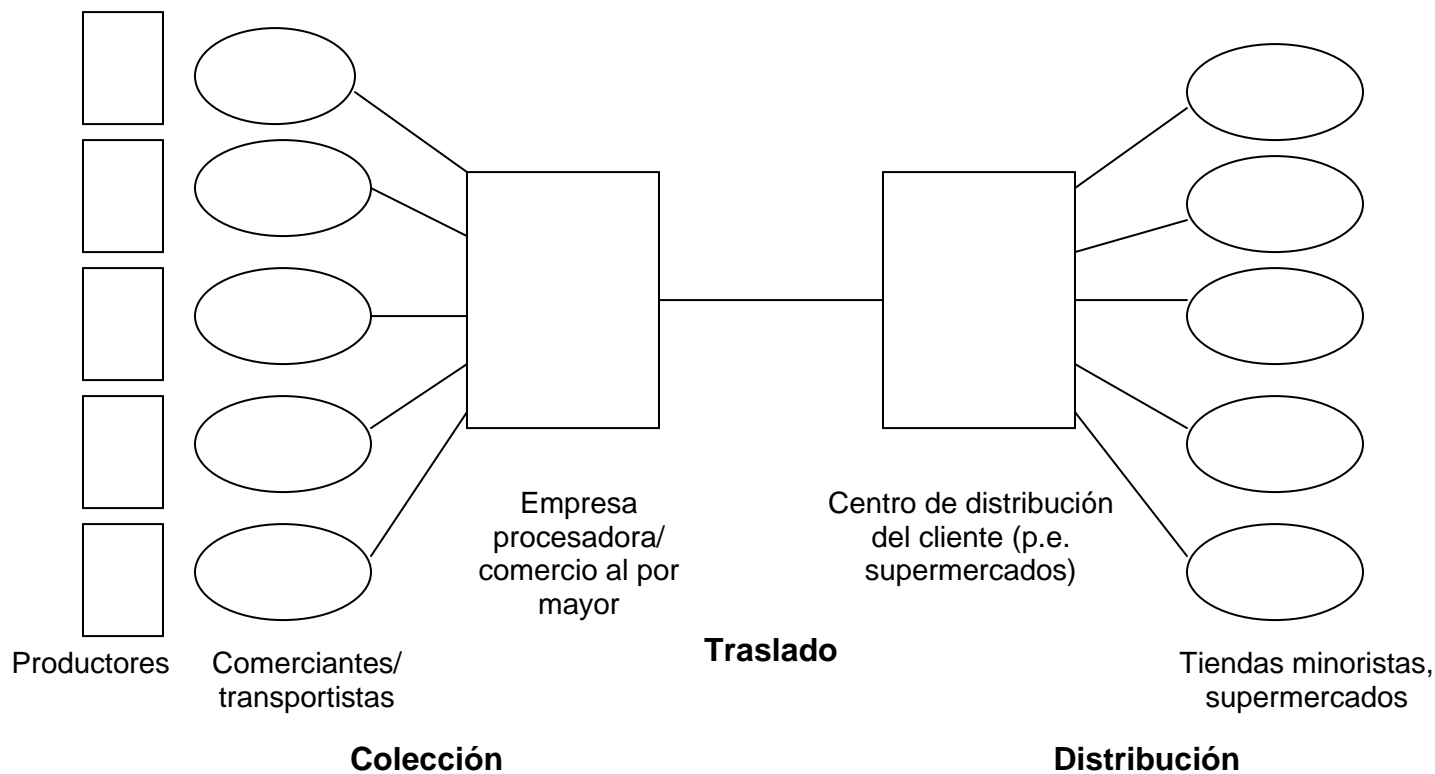 Empresa
procesadora/
comercio al por
mayor
Centro de distribución
del cliente (p.e.
supermercados)
Traslado
Productores
Comerciantes/
transportistas
Tiendas minoristas,
supermercados
Colección
Distribución